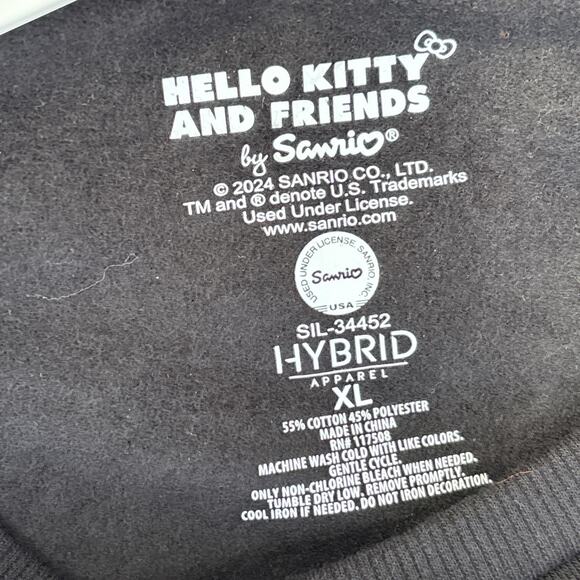 HELLO KITTY
AND FRIENDS
by Sanrio®
© 2024 SANRIO CO., LTD.
TM and ® denote U.S. Trademarks
Used Under License.
www.sanrio.com
USED UNDER LICENSE, SANRIO, INC.
Sanrio
USA
SIL-34452
HYBRID
APPAREL
XL
55% COTTON 45% POLYESTER
MADE IN CHINA
RN# 117508
MACHINE WASH COLD WITH LIKE COLORS.
GENTLE CYCLE.
ONLY NON-CHLORINE BLEACH WHEN NEEDED.
TUMBLE DRY LOW. REMOVE PROMPTLY.
COOL IRON IF NEEDED. DO NOT IRON DECORATION.